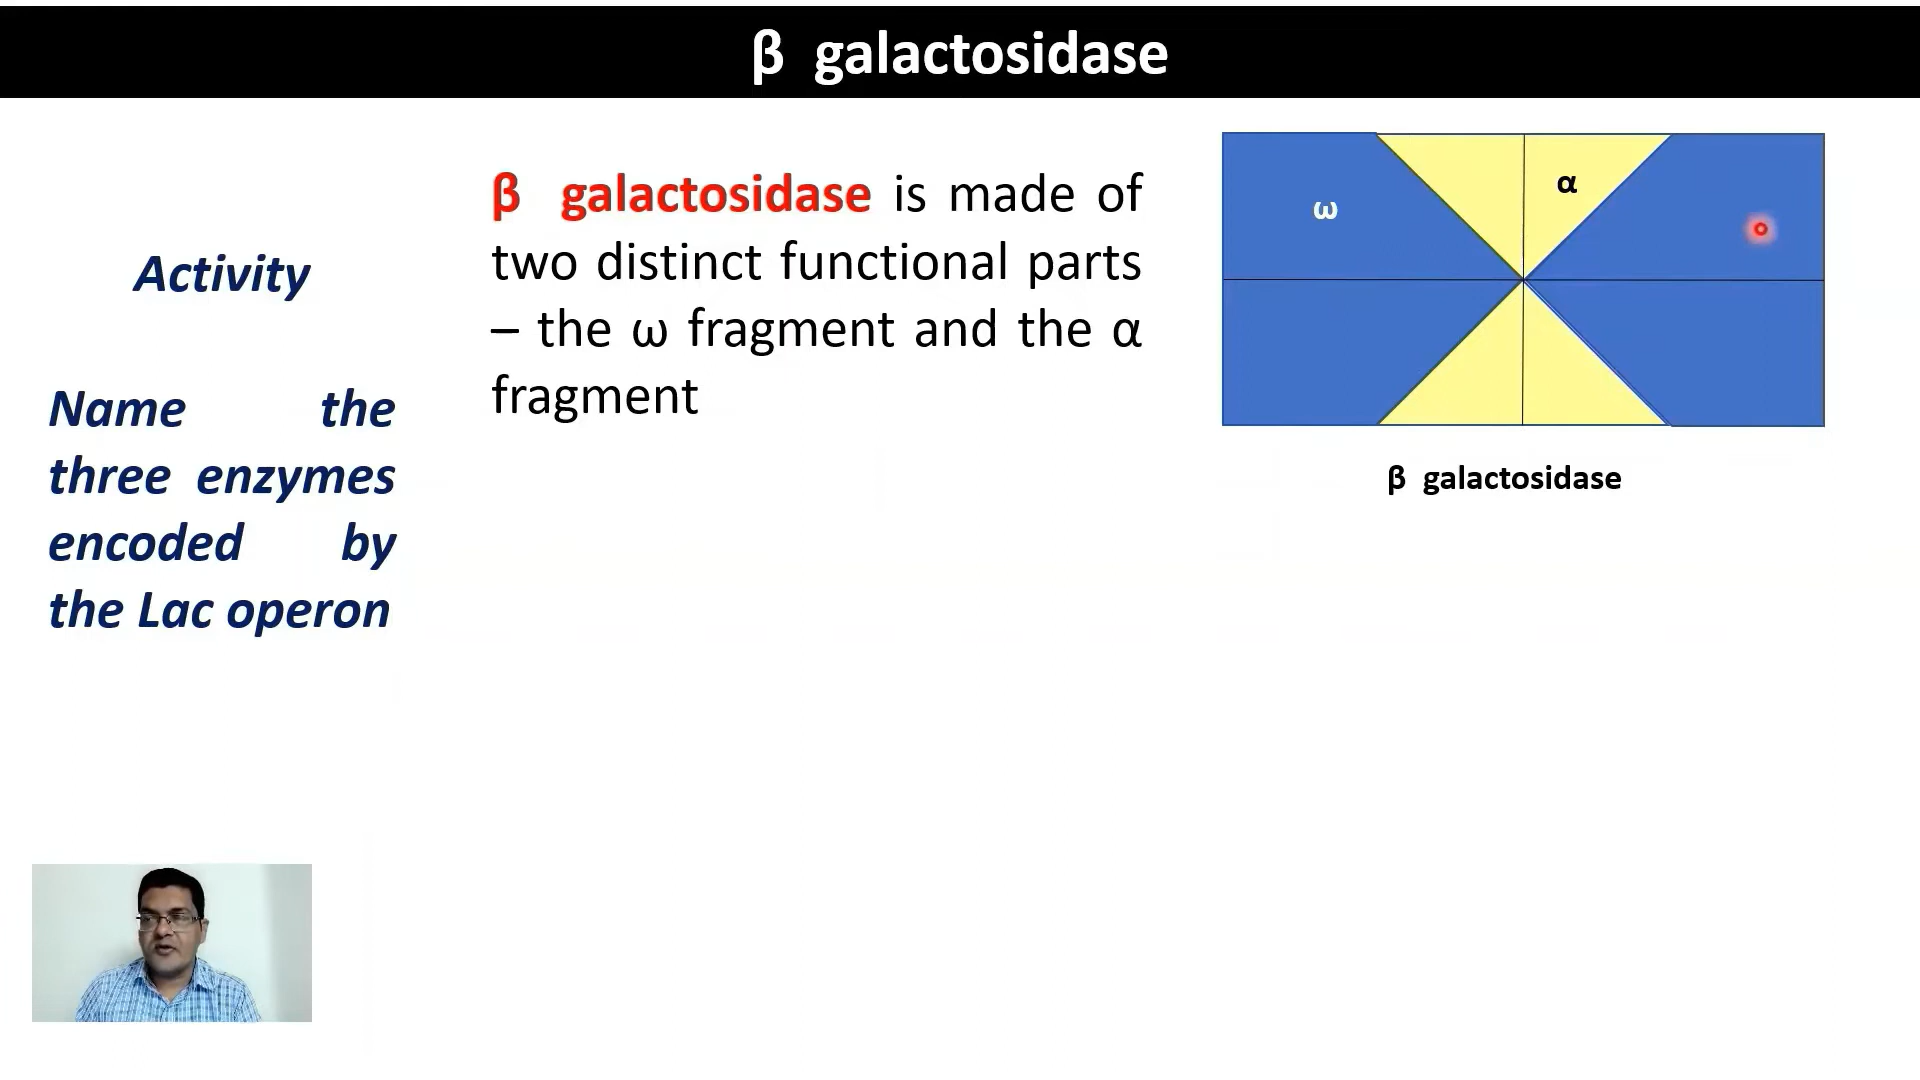 β galactosidase
Activity
Name the
three enzymes
encoded by
the Lac operon
β galactosidase is made of
two distinct functional parts
– the ω fragment and the α
fragment
ω
α
β galactosidase